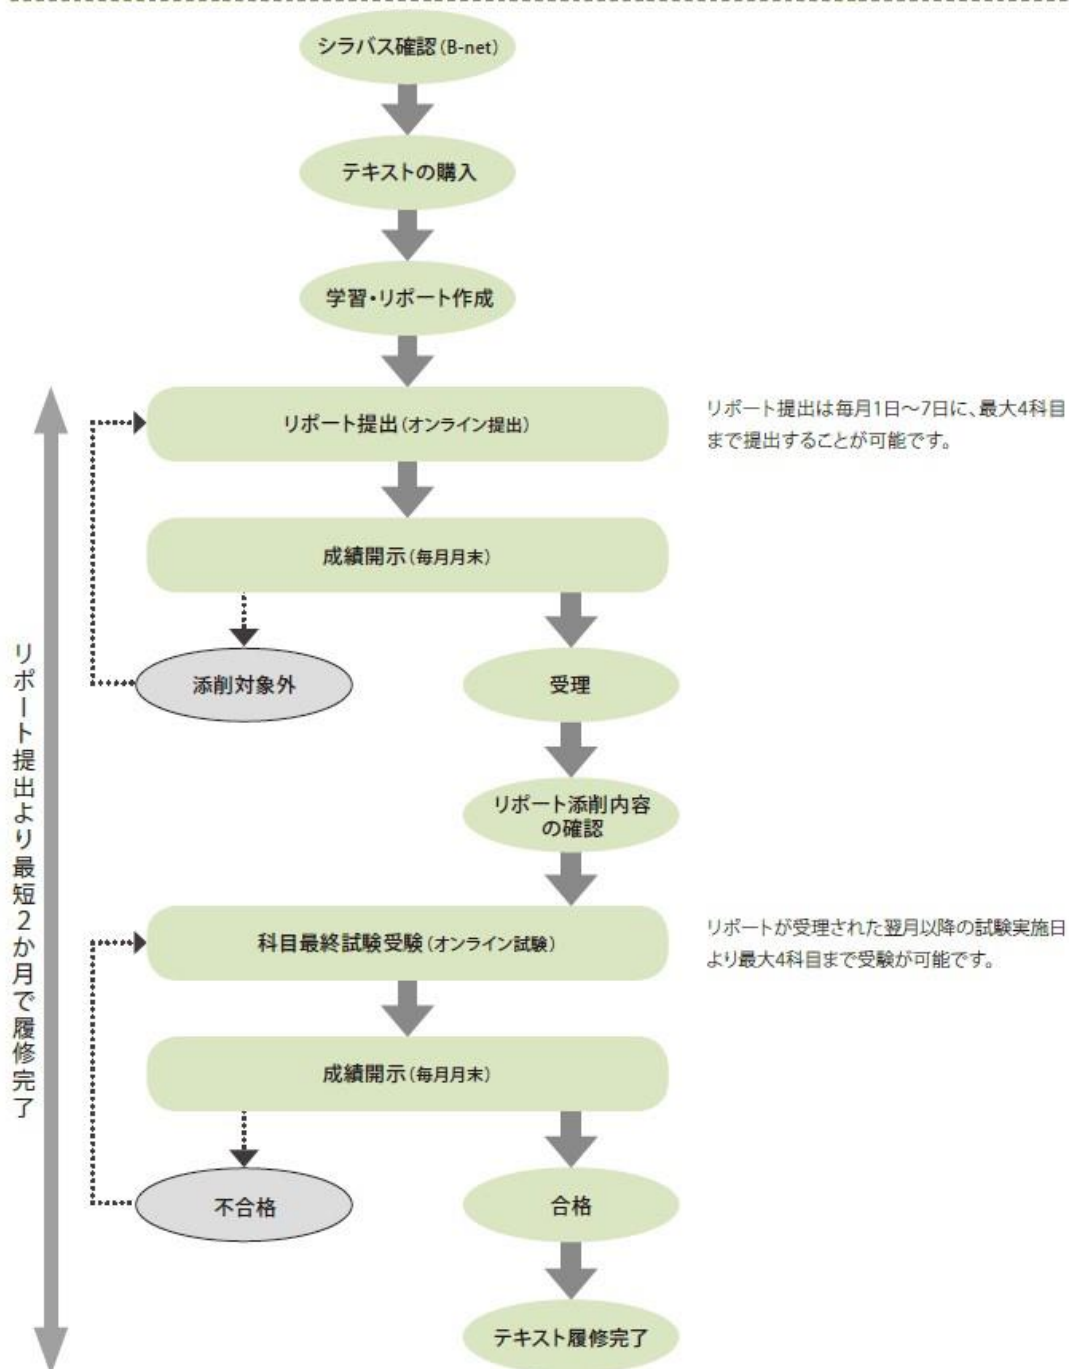 シラバス確認(B-net)
テキストの購入
学習・リポート作成
リポート提出(オンライン提出)
リポート提出は毎月1日～7日に、最大4科目
まで提出することが可能です。
成績開示(毎月月末)
添削対象外
受理
リポート添削内容
の確認
科目最終試験受験(オンライン試験)
リポートが受理された翌月以降の試験実施日
より最大4科目まで受験が可能です。
成績開示(毎月月末)
不合格
合格
テキスト履修完了
リポート提出より最短2か月で履修完了